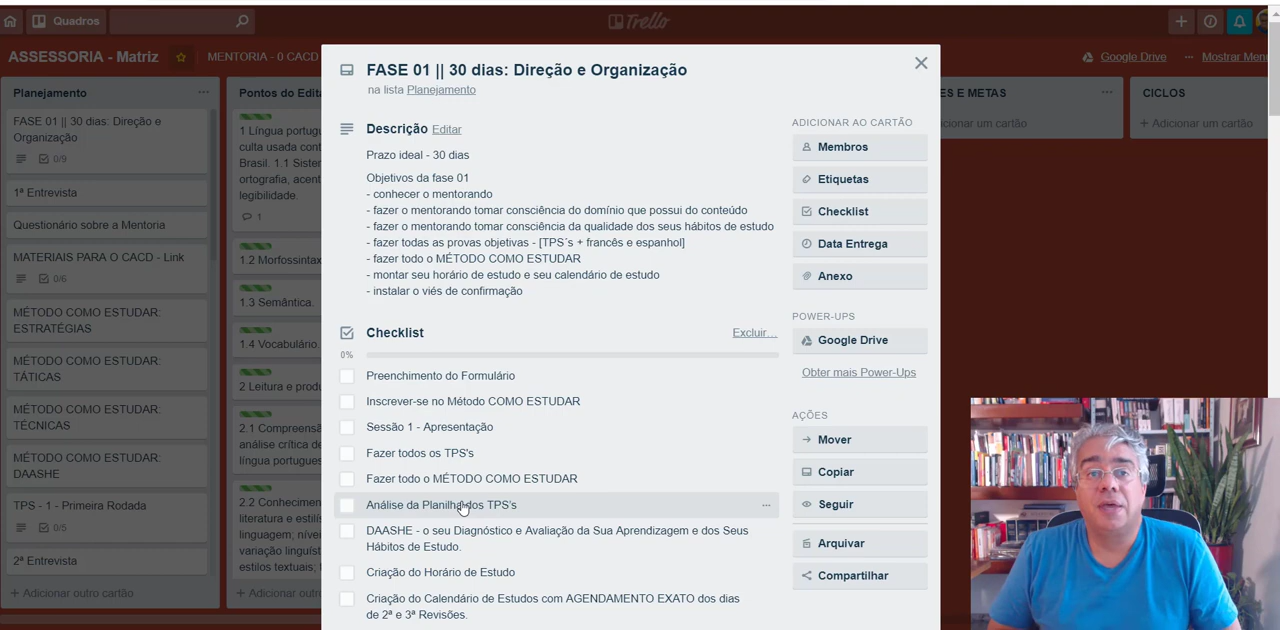 Quadros
Trello
ASSESSORIA - Matriz
MENTORIA - 0 CACD
Google Drive
Mostrar Menu
Planejamento
FASE 01 || 30 dias: Direção e
Organização
0/9
1ª Entrevista
Questionário sobre a Mentoria
MATERIAIS PARA O CACD - Link
0/6
MÉTODO COMO ESTUDAR:
ESTRATÉGIAS
MÉTODO COMO ESTUDAR:
TÁTICAS
MÉTODO COMO ESTUDAR:
TÉCNICAS
MÉTODO COMO ESTUDAR:
DAASHE
TPS - 1 - Primeira Rodada
0/5
2ª Entrevista
+ Adicionar outro cartão
Pontos do Edita
1 Língua portugu
culta usada cont
Brasil. 1.1 Sister
ortografia, acent
legibilidade.
1
1.2 Morfossintax
1.3 Semântica.
1.4 Vocabulário
2 Leitura e produ
2.1 Compreensã
análise crítica de
língua portugues
2.2 Conhecimen
literatura e estilís
linguagem; nívei
variação linguíst
estilos textuais; t
+ Adicionar out
FASE 01 || 30 dias: Direção e Organização
na lista Planejamento
Descrição Editar
Prazo ideal - 30 dias
Objetivos da fase 01
- conhecer o mentorando
- fazer o mentorando tomar consciência do domínio que possui do conteúdo
- fazer o mentorando tomar consciência da qualidade dos seus hábitos de estudo
- fazer todas as provas objetivas - [TPS´s + francês e espanhol]
- fazer todo o MÉTODO COMO ESTUDAR
- montar seu horário de estudo e seu calendário de estudo
- instalar o viés de confirmação
Checklist
Excluir…
0%
Preenchimento do Formulário
Inscrever-se no Método COMO ESTUDAR
Sessão 1 - Apresentação
Fazer todos os TPS's
Fazer todo o MÉTODO COMO ESTUDAR
Análise da Planilha dos TPS's
DAASHE - o seu Diagnóstico e Avaliação da Sua Aprendizagem e dos Seus
Hábitos de Estudo.
Criação do Horário de Estudo
Criação do Calendário de Estudos com AGENDAMENTO EXATO dos dias
de 2ª e 3ª Revisões.
ADICIONAR AO CARTÃO
Membros
Etiquetas
Checklist
Data Entrega
Anexo
POWER-UPS
Google Drive
Obter mais Power-Ups
AÇÕES
Mover
Copiar
Seguir
Arquivar
Compartilhar
ES E METAS
cionar um cartão
CICLOS
+ Adicionar um cartão